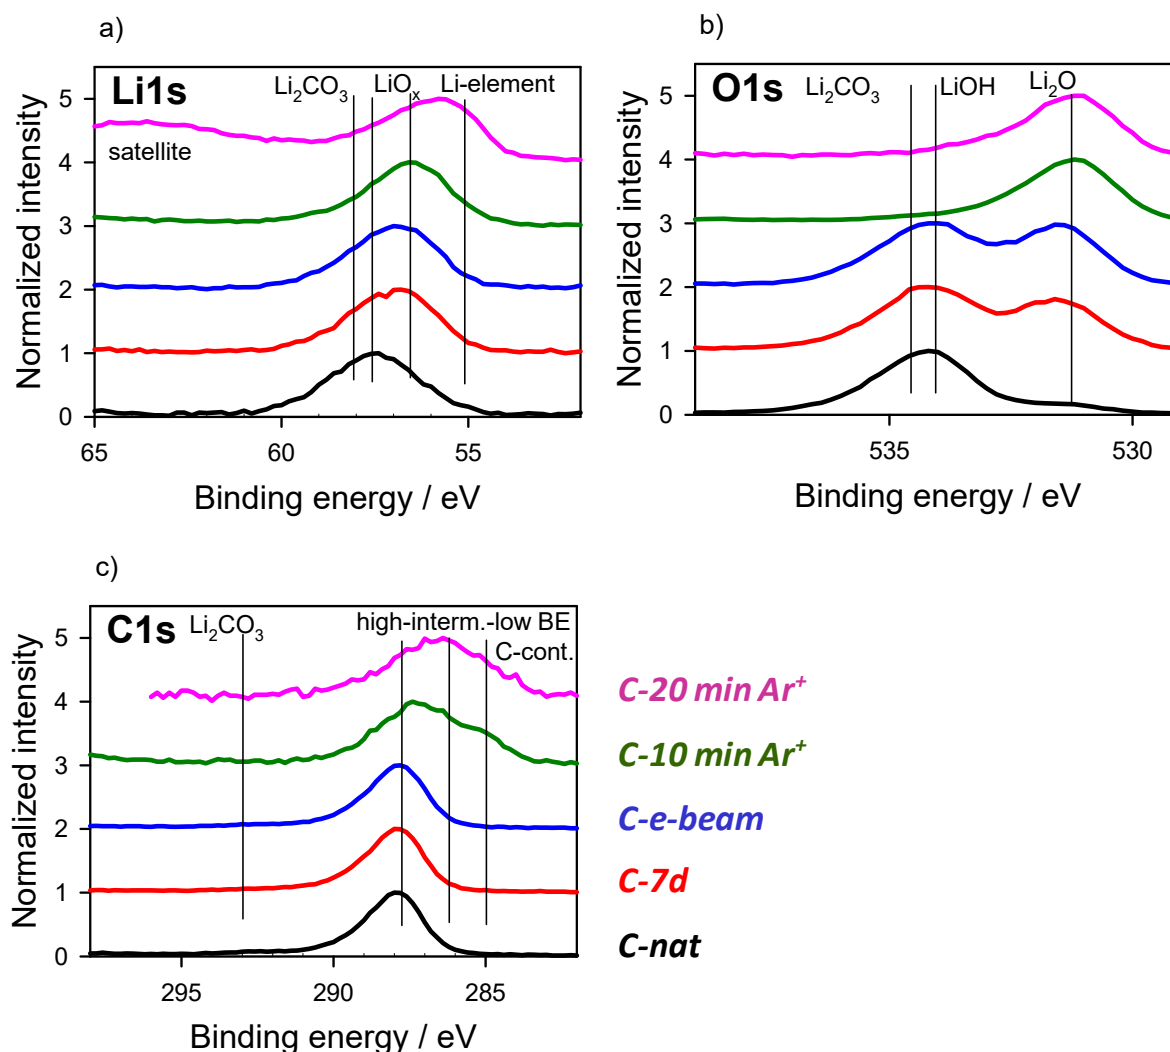 a)
Li1s
Li₂CO₃ LiOₓ Li-element
satellite
Normalized intensity
5
4
3
2
1
0
65 60 55
Binding energy / eV
b)
O1s
Li₂CO₃ LiOH Li₂O
Normalized intensity
5
4
3
2
1
0
535 530
Binding energy / eV
c)
C1s
Li₂CO₃ high-interm.-low BE
C-cont.
Normalized intensity
5
4
3
2
1
0
295 290 285
Binding energy / eV
C-20 min Ar⁺
C-10 min Ar⁺
C-e-beam
C-7d
C-nat